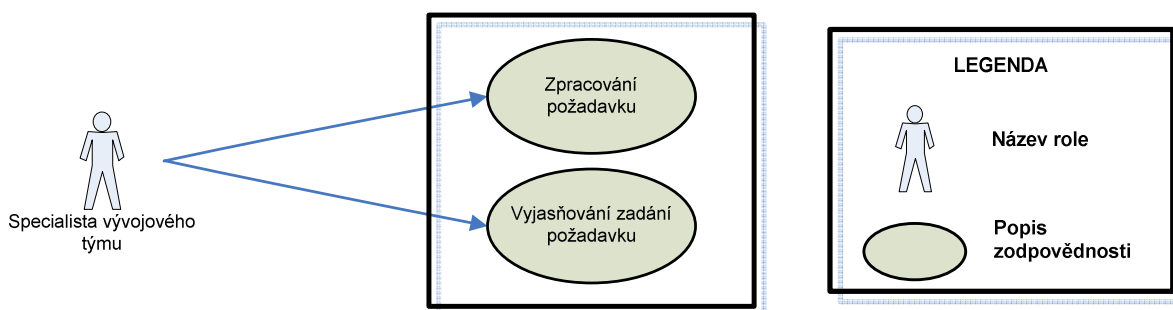 Zpracování
požadavku
Vyjasňování zadání
požadavku
Specialista vývojového
týmu
LEGENDA
Název role
Popis
zodpovědnosti